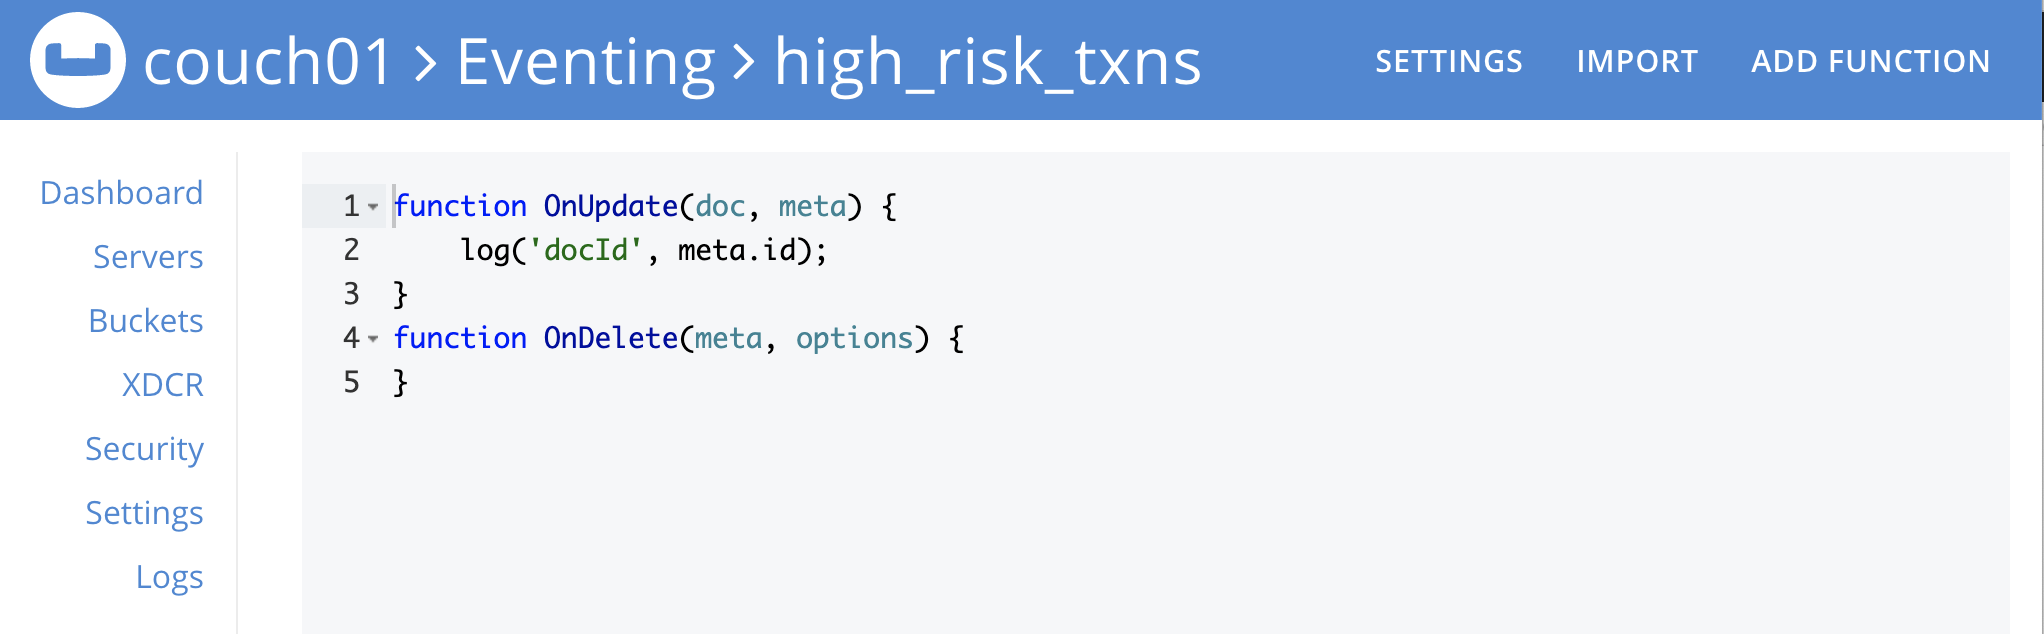 couch01 > Eventing > high_risk_txns
SETTINGS IMPORT ADD FUNCTION
Dashboard
Servers
Buckets
XDCR
Security
Settings
Logs
1 function OnUpdate(doc, meta) {
2     log('docId', meta.id);
3 }
4 function OnDelete(meta, options) {
5 }